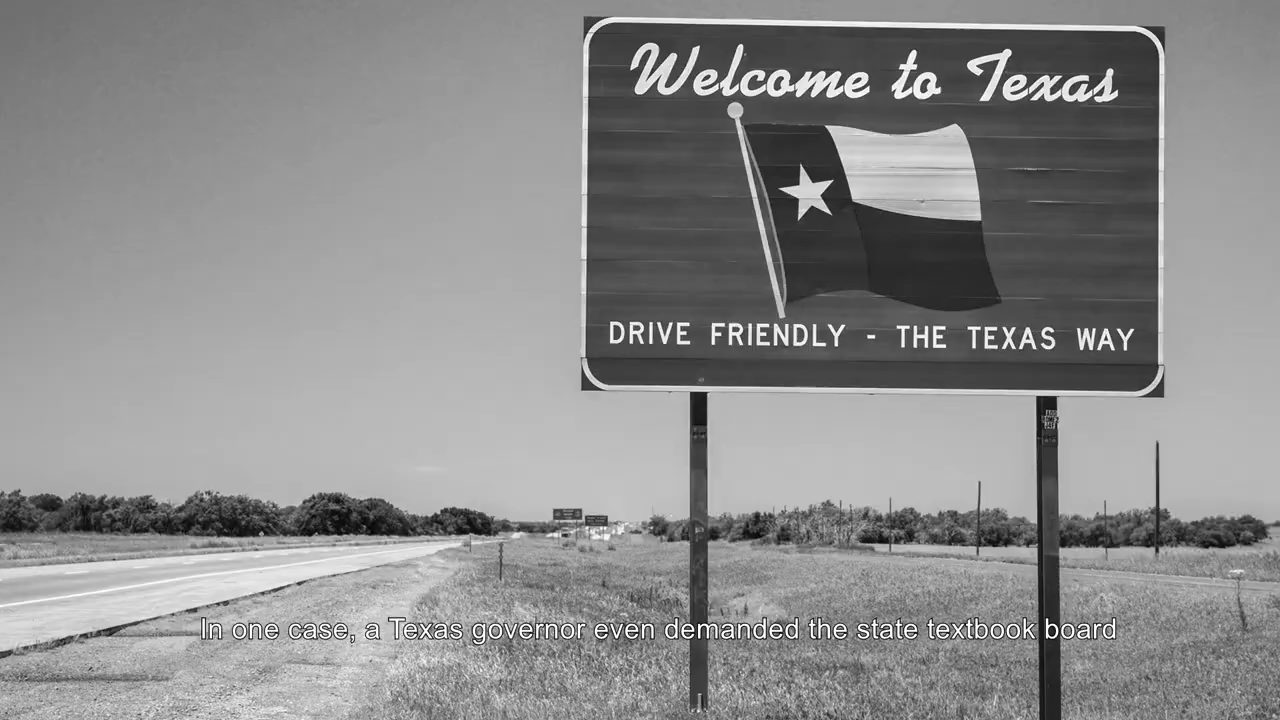 Welcome to Texas
DRIVE FRIENDLY - THE TEXAS WAY
In one case, a Texas governor even demanded the state textbook board